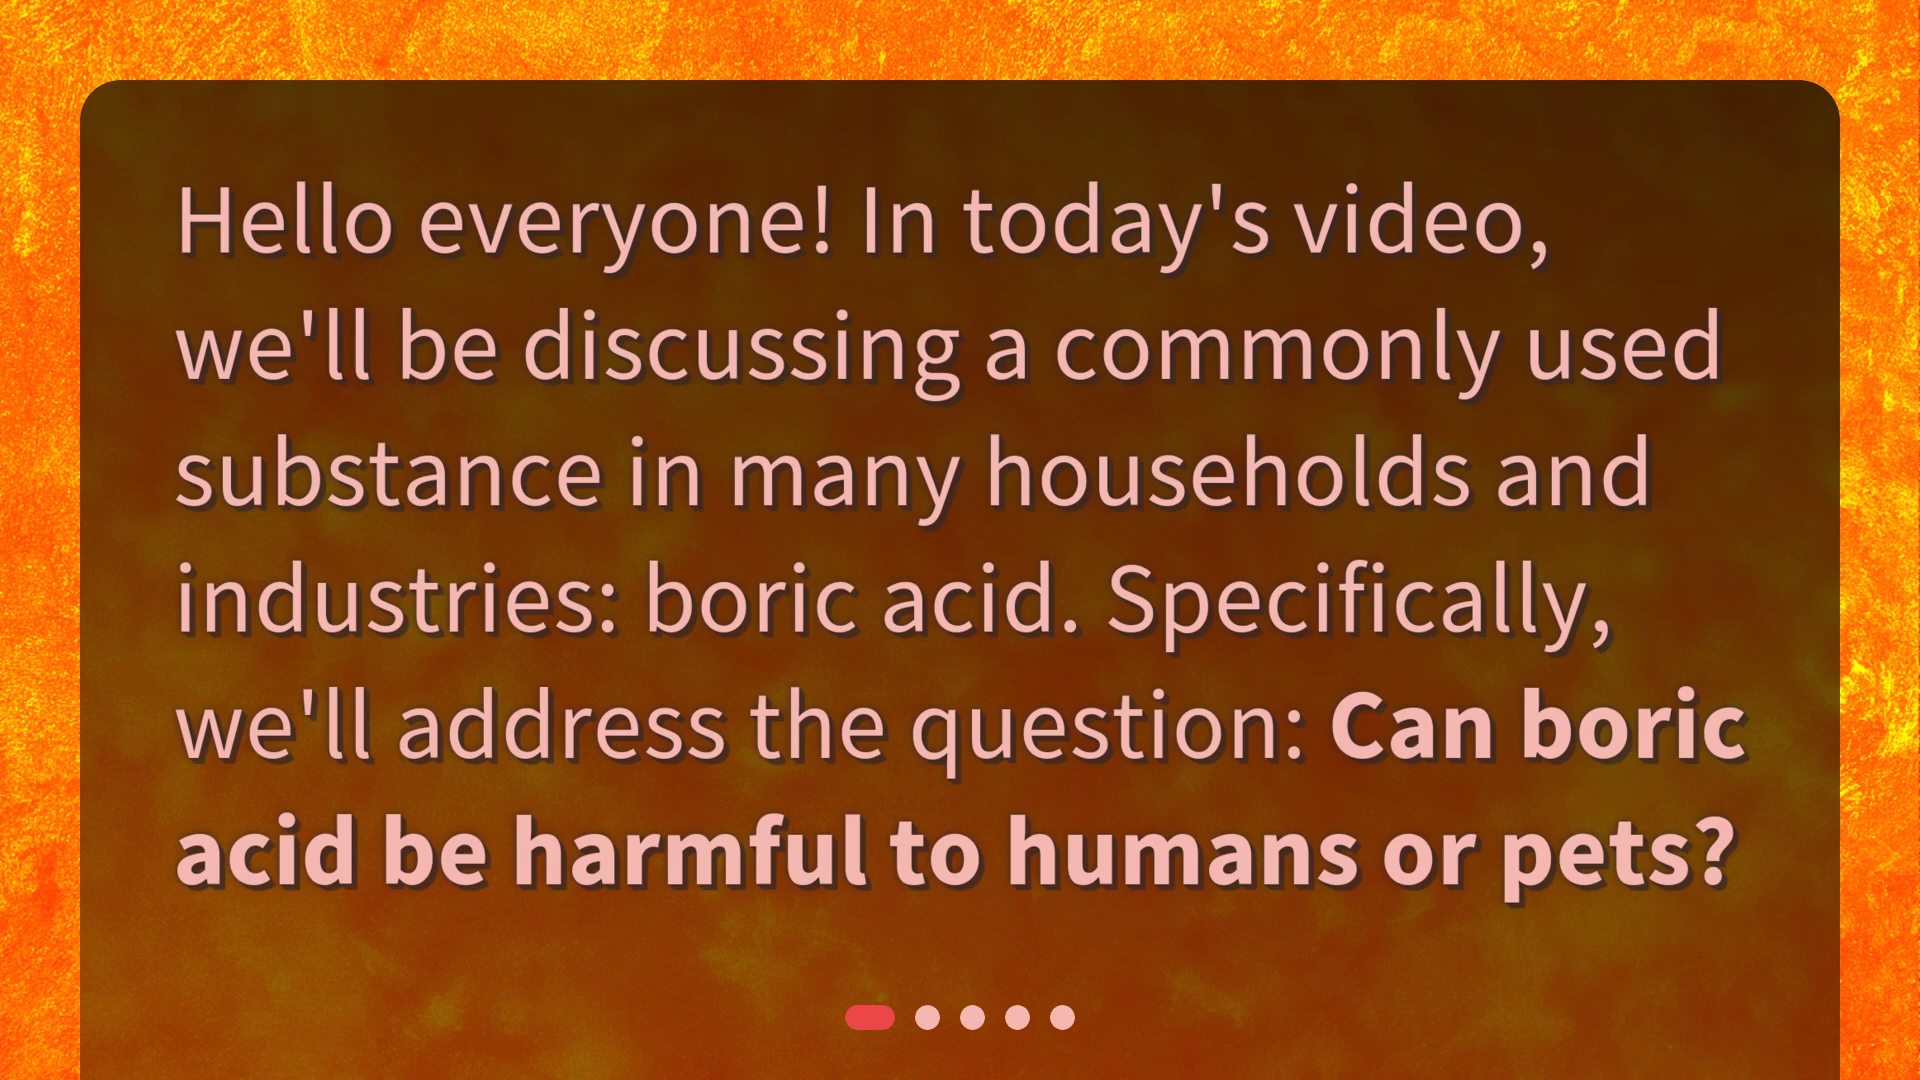 Hello everyone! In today's video,
we'll be discussing a commonly used
substance in many households and
industries: boric acid. Specifically,
we'll address the question: Can boric
acid be harmful to humans or pets?